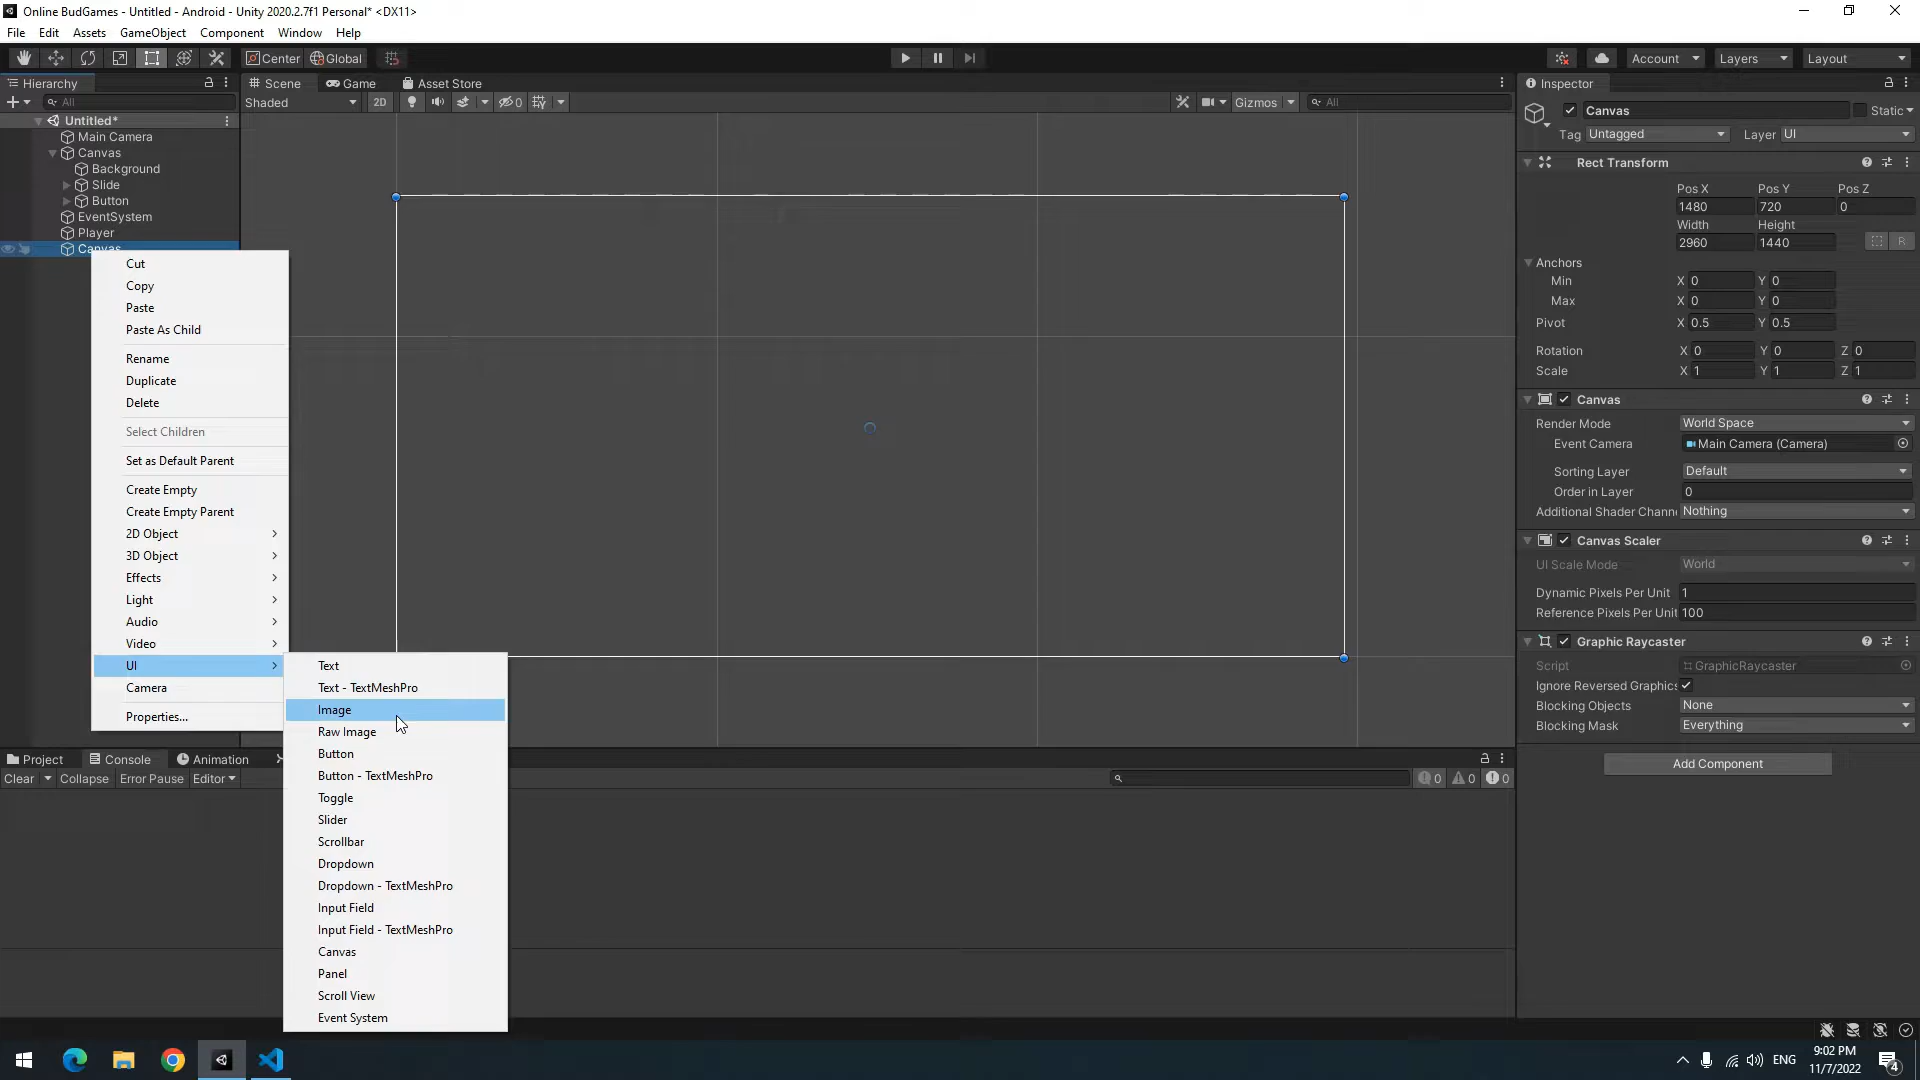 Online BudGames - Untitled - Android - Unity 2020.2.7f1 Personal* <DX11>
File Edit Assets GameObject Component Window Help
Center Global Account Layers Layout
Hierarchy Scene Game Asset Store Inspector
All Shaded 2D 0 Gizmos All
Untitled*
Main Camera
Canvas
Background
Slide
Button
EventSystem
Player
Canvas
Cut
Copy
Paste
Paste As Child
Rename
Duplicate
Delete
Select Children
Set as Default Parent
Create Empty
Create Empty Parent
2D Object
3D Object
Effects
Light
Audio
Video
UI
Camera
Properties...
Text
Text - TextMeshPro
Image
Raw Image
Button
Button - TextMeshPro
Toggle
Slider
Scrollbar
Dropdown
Dropdown - TextMeshPro
Input Field
Input Field - TextMeshPro
Canvas
Panel
Scroll View
Event System
Canvas Static
Tag Untagged Layer UI
Rect Transform
Pos X Pos Y Pos Z
1480 720 0
Width Height
2960 1440 R
Anchors
Min X 0 Y 0
Max X 0 Y 0
Pivot X 0.5 Y 0.5
Rotation X 0 Y 0 Z 0
Scale X 1 Y 1 Z 1
Canvas
Render Mode World Space
Event Camera Main Camera (Camera)
Sorting Layer Default
Order in Layer 0
Additional Shader Channe Nothing
Canvas Scaler
UI Scale Mode World
Dynamic Pixels Per Unit 1
Reference Pixels Per Unit 100
Graphic Raycaster
Script GraphicRaycaster
Ignore Reversed Graphics
Blocking Objects None
Blocking Mask Everything
Add Component
Project Console Animation
Clear Collapse Error Pause Editor 0 0 0
ENG 9:02 PM
11/7/2022 4